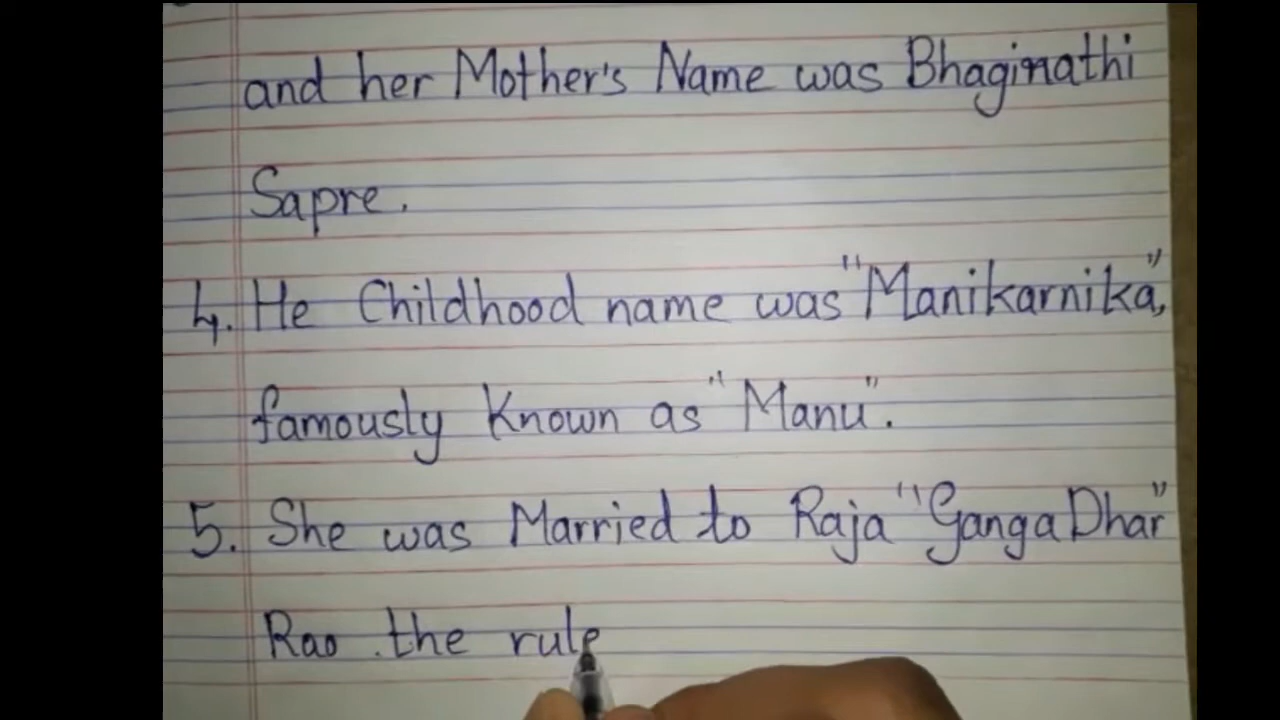 and her Mother's Name was Bhaginathi
Sapre.
4. He Childhood name was "Manikarnika",
famously Known as "Manu".
5. She was Married to Raja "GangaDhar"
Rao .the rule